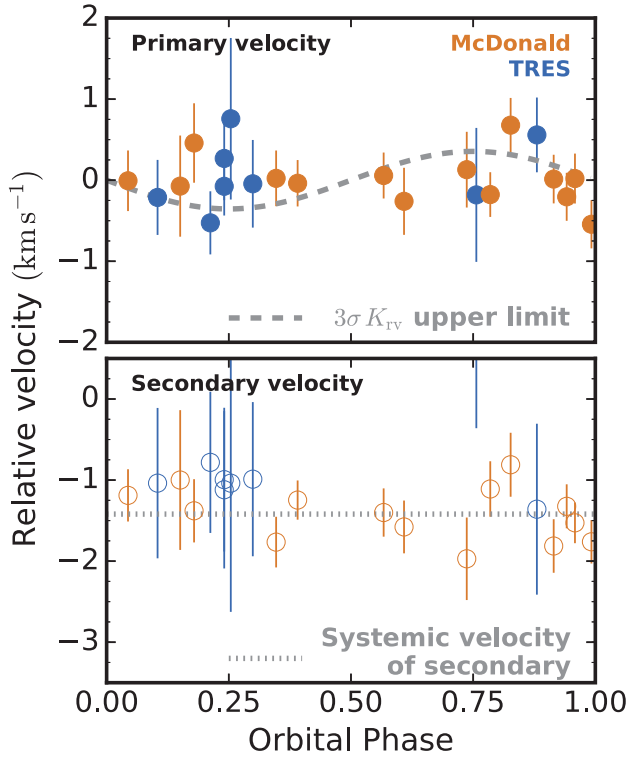 Primary velocity
McDonald
TRES
2
1
0
−1
−2
3σ K_rv upper limit
Secondary velocity
0
−1
−2
−3
Systemic velocity
of secondary
0.00 0.25 0.50 0.75 1.00
Orbital Phase
Relative velocity (km s⁻¹)